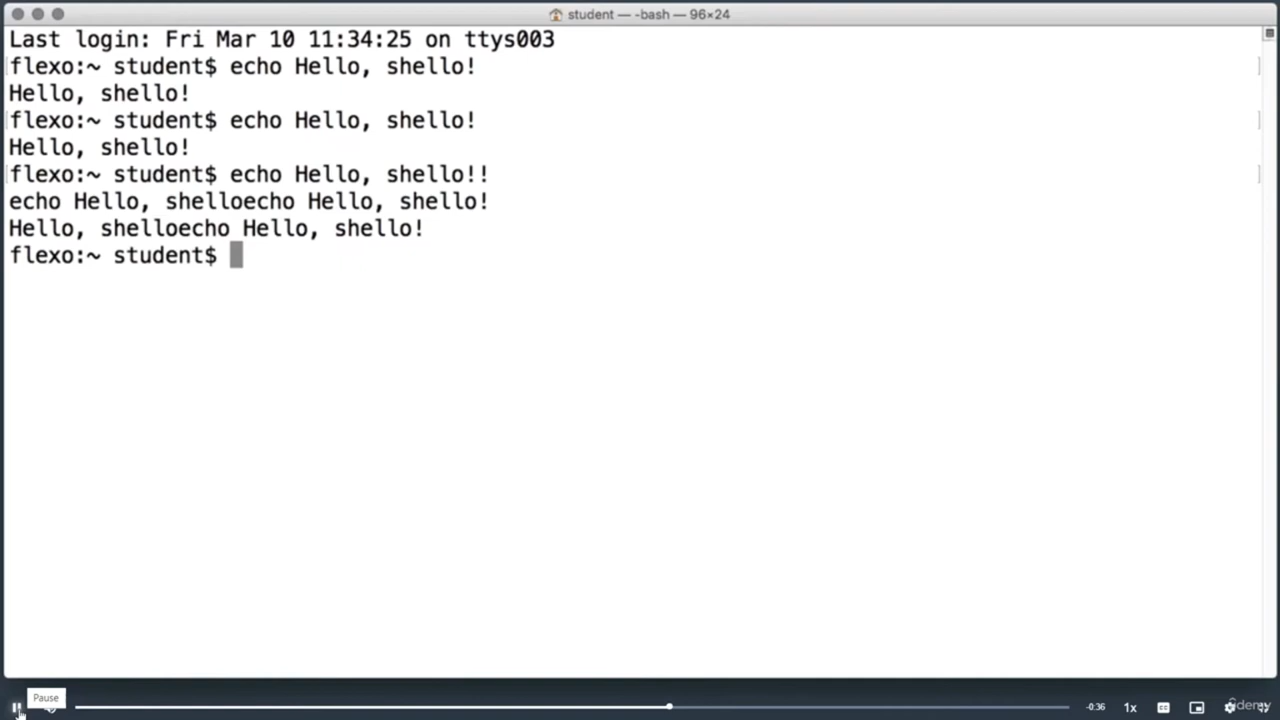 student — -bash — 96×24
Last login: Fri Mar 10 11:34:25 on ttys003
flexo:~ student$ echo Hello, shello!
Hello, shello!
flexo:~ student$ echo Hello, shello!
Hello, shello!
flexo:~ student$ echo Hello, shello!!
echo Hello, shelloecho Hello, shello!
Hello, shelloecho Hello, shello!
flexo:~ student$
Pause
-0:36
1x
CC
ûdemy